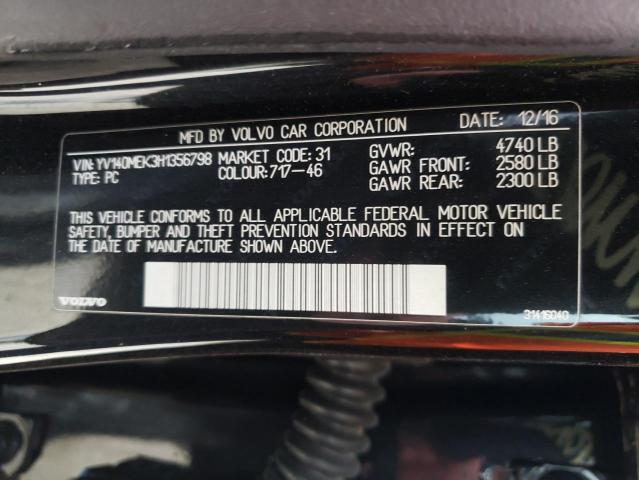 MFD BY VOLVO CAR CORPORATION DATE: 12/16
VIN: YV140MEK3H1356798 MARKET CODE: 31 GVWR: 4740 LB
TYPE: PC COLOUR: 717-46 GAWR FRONT: 2580 LB
GAWR REAR: 2300 LB
THIS VEHICLE CONFORMS TO ALL APPLICABLE FEDERAL MOTOR VEHICLE
SAFETY, BUMPER AND THEFT PREVENTION STANDARDS IN EFFECT ON
THE DATE OF MANUFACTURE SHOWN ABOVE.
VOLVO 31416040